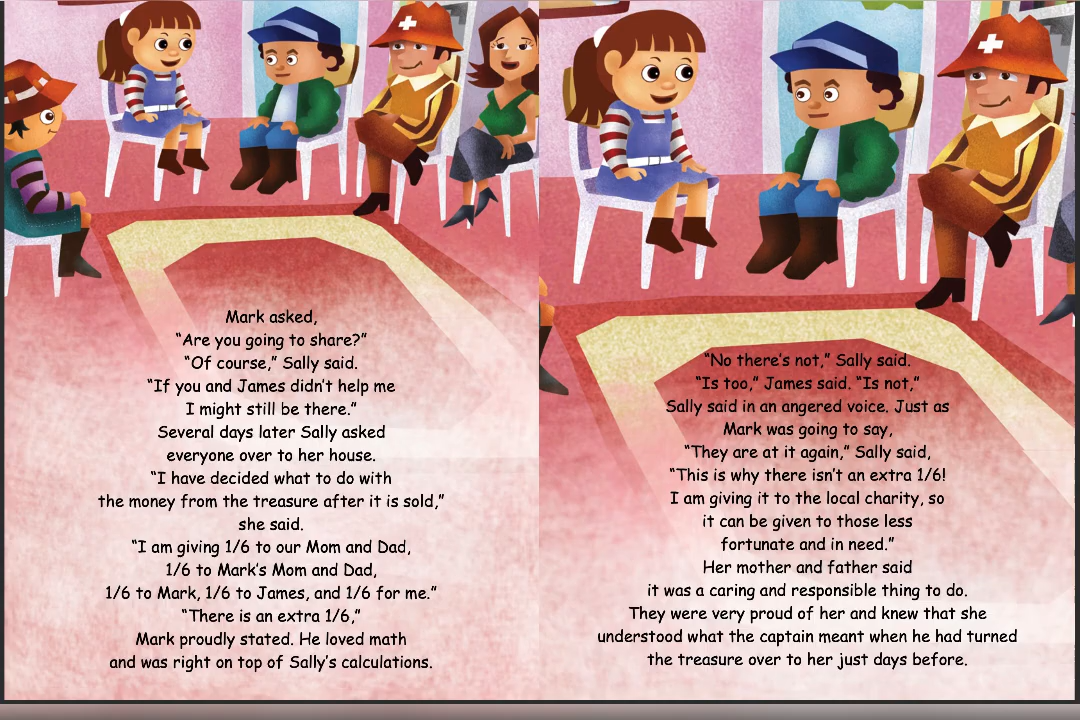 Mark asked,
“Are you going to share?”
“Of course,” Sally said.
“If you and James didn’t help me
I might still be there.”
Several days later Sally asked
everyone over to her house.
“I have decided what to do with
the money from the treasure after it is sold,”
she said.
“I am giving 1/6 to our Mom and Dad,
1/6 to Mark’s Mom and Dad,
1/6 to Mark, 1/6 to James, and 1/6 for me.”
“There is an extra 1/6,”
Mark proudly stated. He loved math
and was right on top of Sally’s calculations.
“No there’s not,” Sally said.
“Is too,” James said. “Is not,”
Sally said in an angered voice. Just as
Mark was going to say,
“They are at it again,” Sally said,
“This is why there isn’t an extra 1/6!
I am giving it to the local charity, so
it can be given to those less
fortunate and in need.”
Her mother and father said
it was a caring and responsible thing to do.
They were very proud of her and knew that she
understood what the captain meant when he had turned
the treasure over to her just days before.